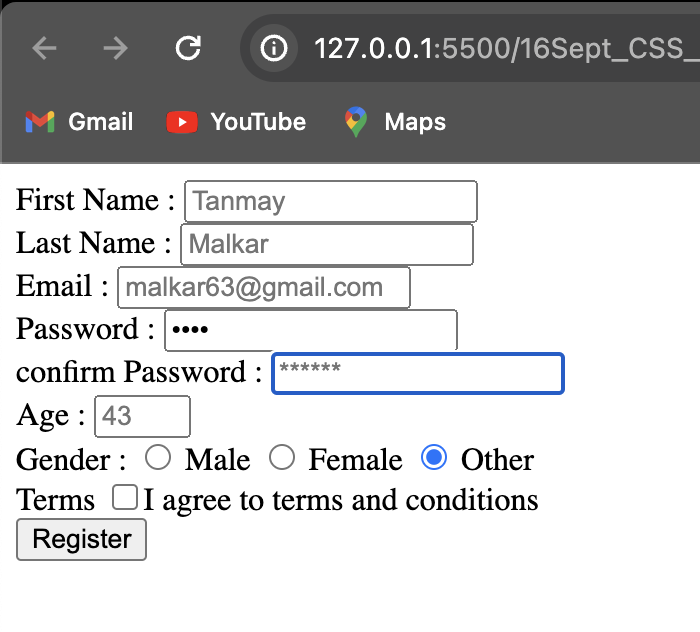 127.0.0.1:5500/16Sept_CSS_
Gmail YouTube Maps
First Name : Tanmay
Last Name : Malkar
Email : malkar63@gmail.com
Password : ••••
confirm Password : ******
Age : 43
Gender : Male Female Other
Terms I agree to terms and conditions
Register